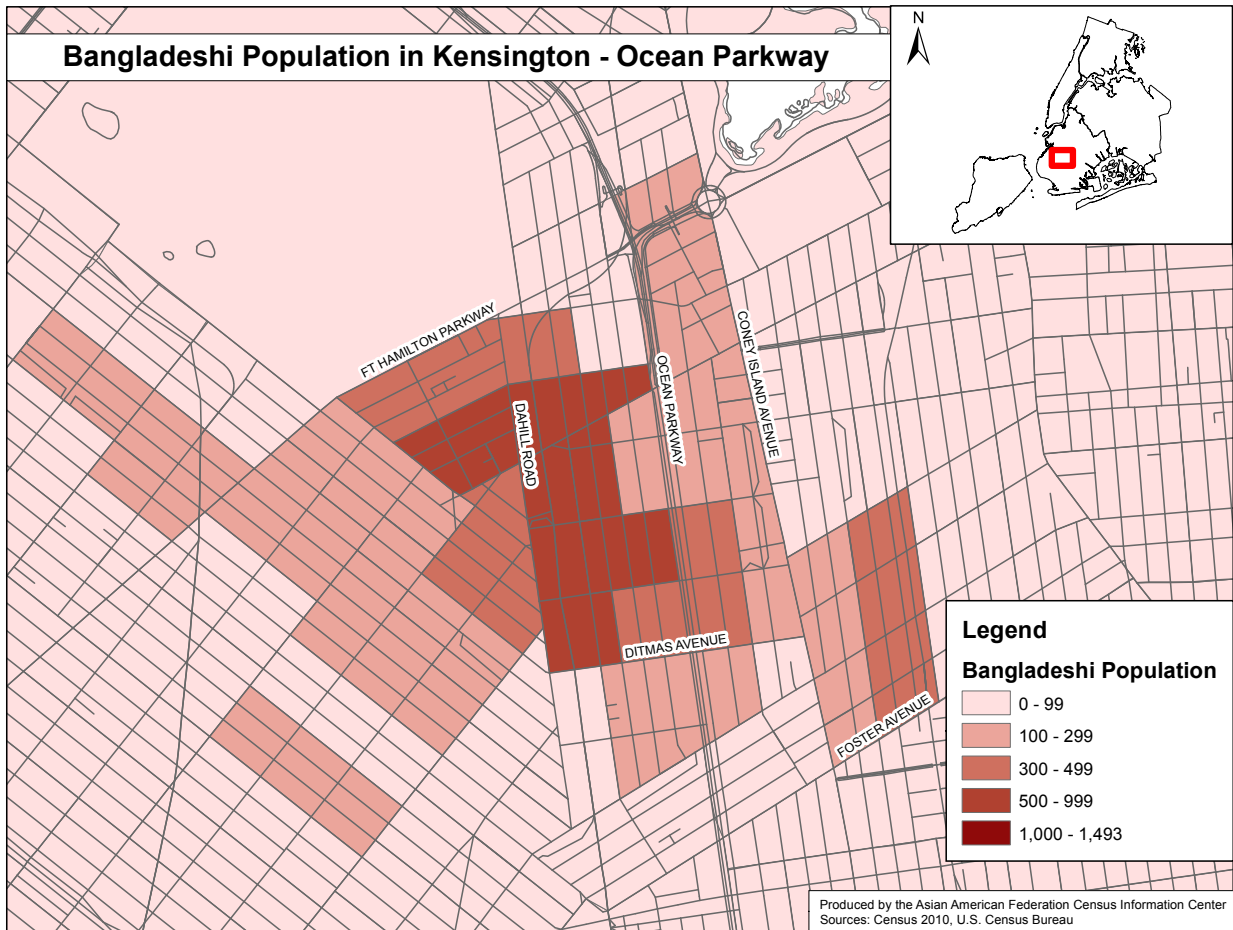 Bangladeshi Population in Kensington - Ocean Parkway
N
FT HAMILTON PARKWAY
CONEY ISLAND AVENUE
OCEAN PARKWAY
DAHILL ROAD
DITMAS AVENUE
FOSTER AVENUE
Legend
Bangladeshi Population
0 - 99
100 - 299
300 - 499
500 - 999
1,000 - 1,493
Produced by the Asian American Federation Census Information Center
Sources: Census 2010, U.S. Census Bureau